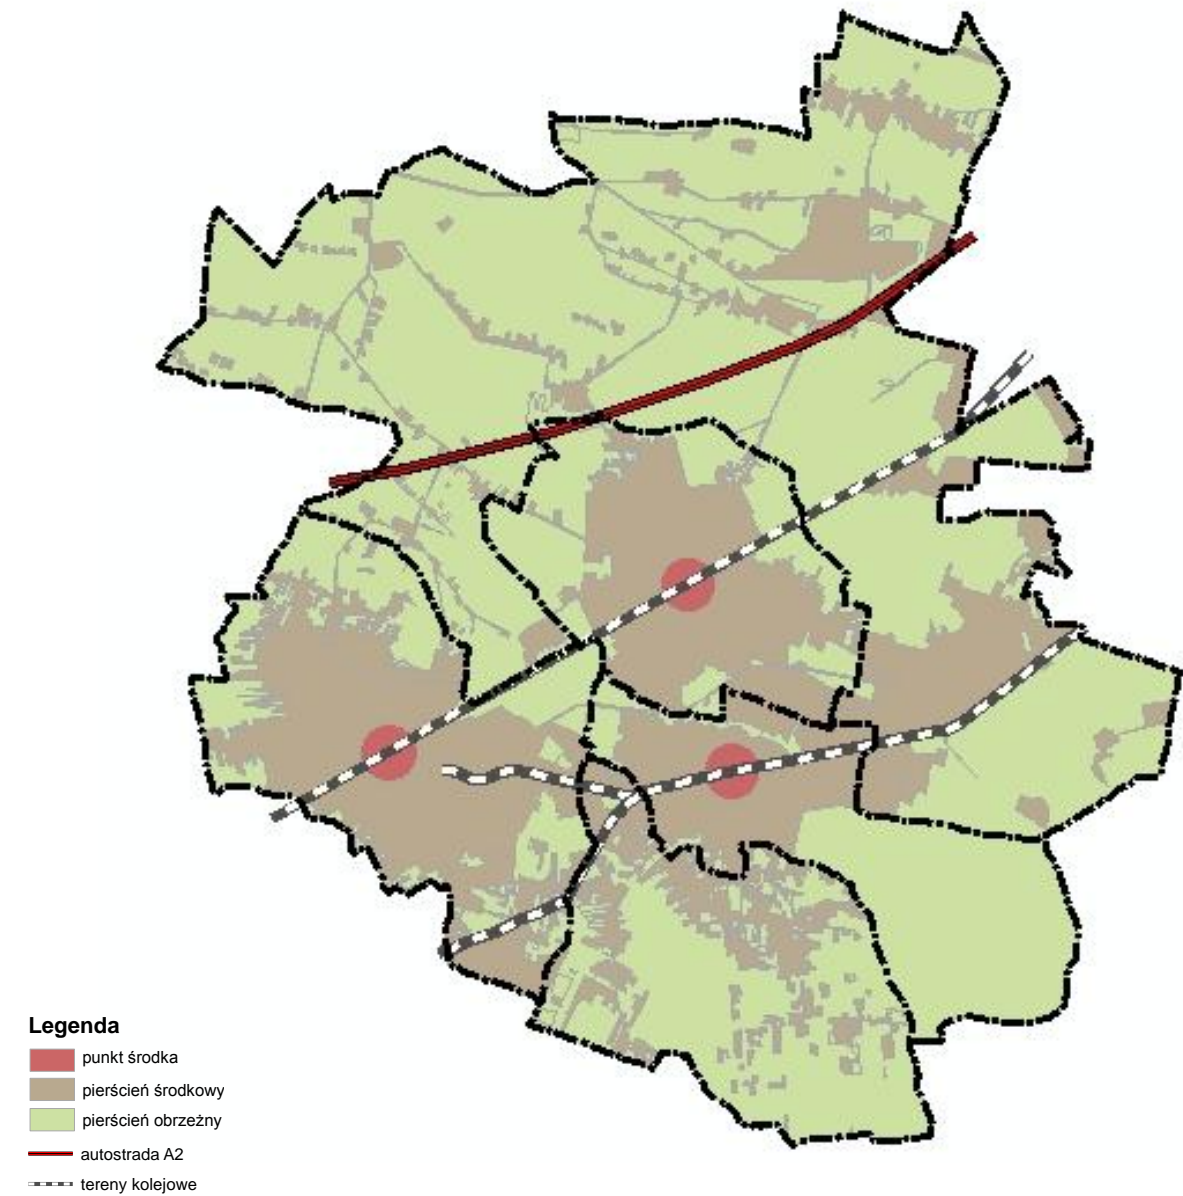 Legenda
punkt środka
pierścień środkowy
pierścień obrzeżny
autostrada A2
tereny kolejowe